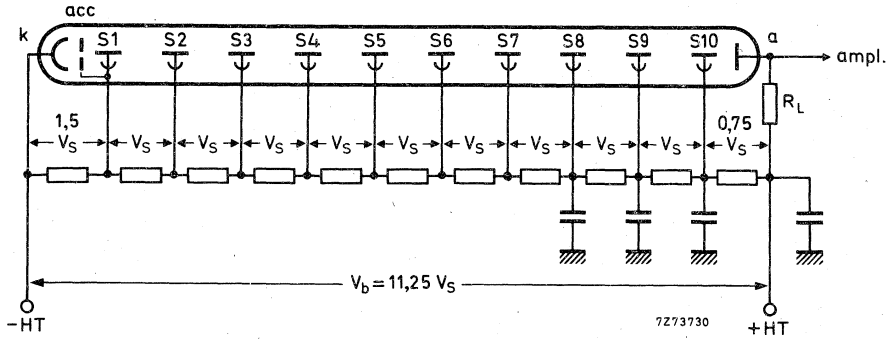 acc
k S1 S2 S3 S4 S5 S6 S7 S8 S9 S10 a
ampl.
R_L
1,5 0,75
V_S V_S V_S V_S V_S V_S V_S V_S V_S V_S V_S
V_b = 11,25 V_S
-HT 7Z73730 +HT